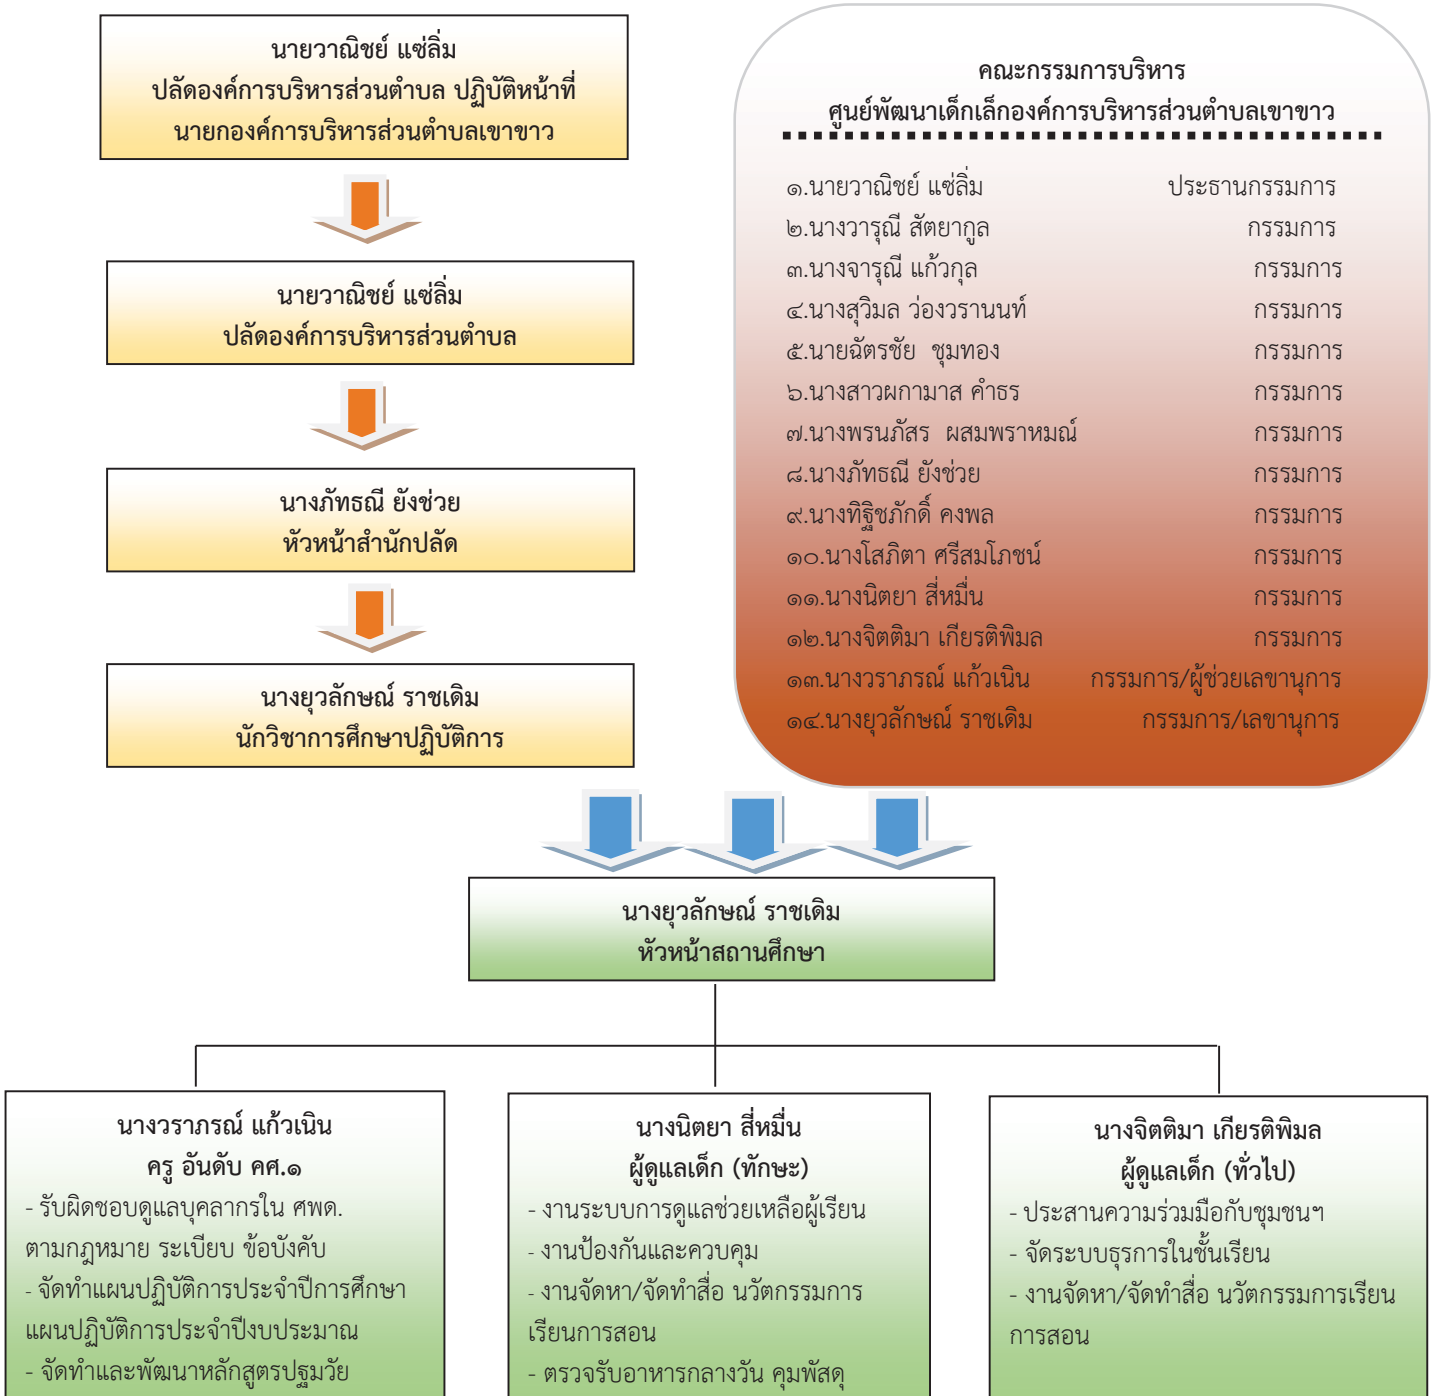 นายวาณิชย์ แซ่ลิ่ม
ปลัดองค์การบริหารส่วนตำบล ปฏิบัติหน้าที่
นายกองค์การบริหารส่วนตำบลเขาขาว
นายวาณิชย์ แซ่ลิ่ม
ปลัดองค์การบริหารส่วนตำบล
นางภัทธณี ยังช่วย
หัวหน้าสำนักปลัด
นางยุวลักษณ์ ราชเดิม
นักวิชาการศึกษาปฏิบัติการ
คณะกรรมการบริหาร
ศูนย์พัฒนาเด็กเล็กองค์การบริหารส่วนตำบลเขาขาว
๑.นายวาณิชย์ แซ่ลิ่ม ประธานกรรมการ
๒.นางวารุณี สัตยากูล กรรมการ
๓.นางจารุณี แก้วกุล กรรมการ
๔.นางสุวิมล ว่องวรานนท์ กรรมการ
๕.นายฉัตรชัย ชุมทอง กรรมการ
๖.นางสาวผกามาส คำธร กรรมการ
๗.นางพรนภัสร ผสมพราหมณ์ กรรมการ
๘.นางภัทธณี ยังช่วย กรรมการ
๙.นางทิฐิชภักดิ์ คงพล กรรมการ
๑๐.นางโสภิตา ศรีสมโภชน์ กรรมการ
๑๑.นางนิตยา สี่หมื่น กรรมการ
๑๒.นางจิตติมา เกียรติพิมล กรรมการ
๑๓.นางวราภรณ์ แก้วเนิน กรรมการ/ผู้ช่วยเลขานุการ
๑๔.นางยุวลักษณ์ ราชเดิม กรรมการ/เลขานุการ
นางยุวลักษณ์ ราชเดิม
หัวหน้าสถานศึกษา
นางวราภรณ์ แก้วเนิน
ครู อันดับ คศ.๑
- รับผิดชอบดูแลบุคลากรใน ศพด.
ตามกฎหมาย ระเบียบ ข้อบังคับ
- จัดทำแผนปฏิบัติการประจำปีการศึกษา
แผนปฏิบัติการประจำปีงบประมาณ
- จัดทำและพัฒนาหลักสูตรปฐมวัย
นางนิตยา สี่หมื่น
ผู้ดูแลเด็ก (ทักษะ)
- งานระบบการดูแลช่วยเหลือผู้เรียน
- งานป้องกันและควบคุม
- งานจัดหา/จัดทำสื่อ นวัตกรรมการ
เรียนการสอน
- ตรวจรับอาหารกลางวัน คุมพัสดุ
นางจิตติมา เกียรติพิมล
ผู้ดูแลเด็ก (ทั่วไป)
- ประสานความร่วมมือกับชุมชนฯ
- จัดระบบธุรการในชั้นเรียน
- งานจัดหา/จัดทำสื่อ นวัตกรรมการเรียน
การสอน